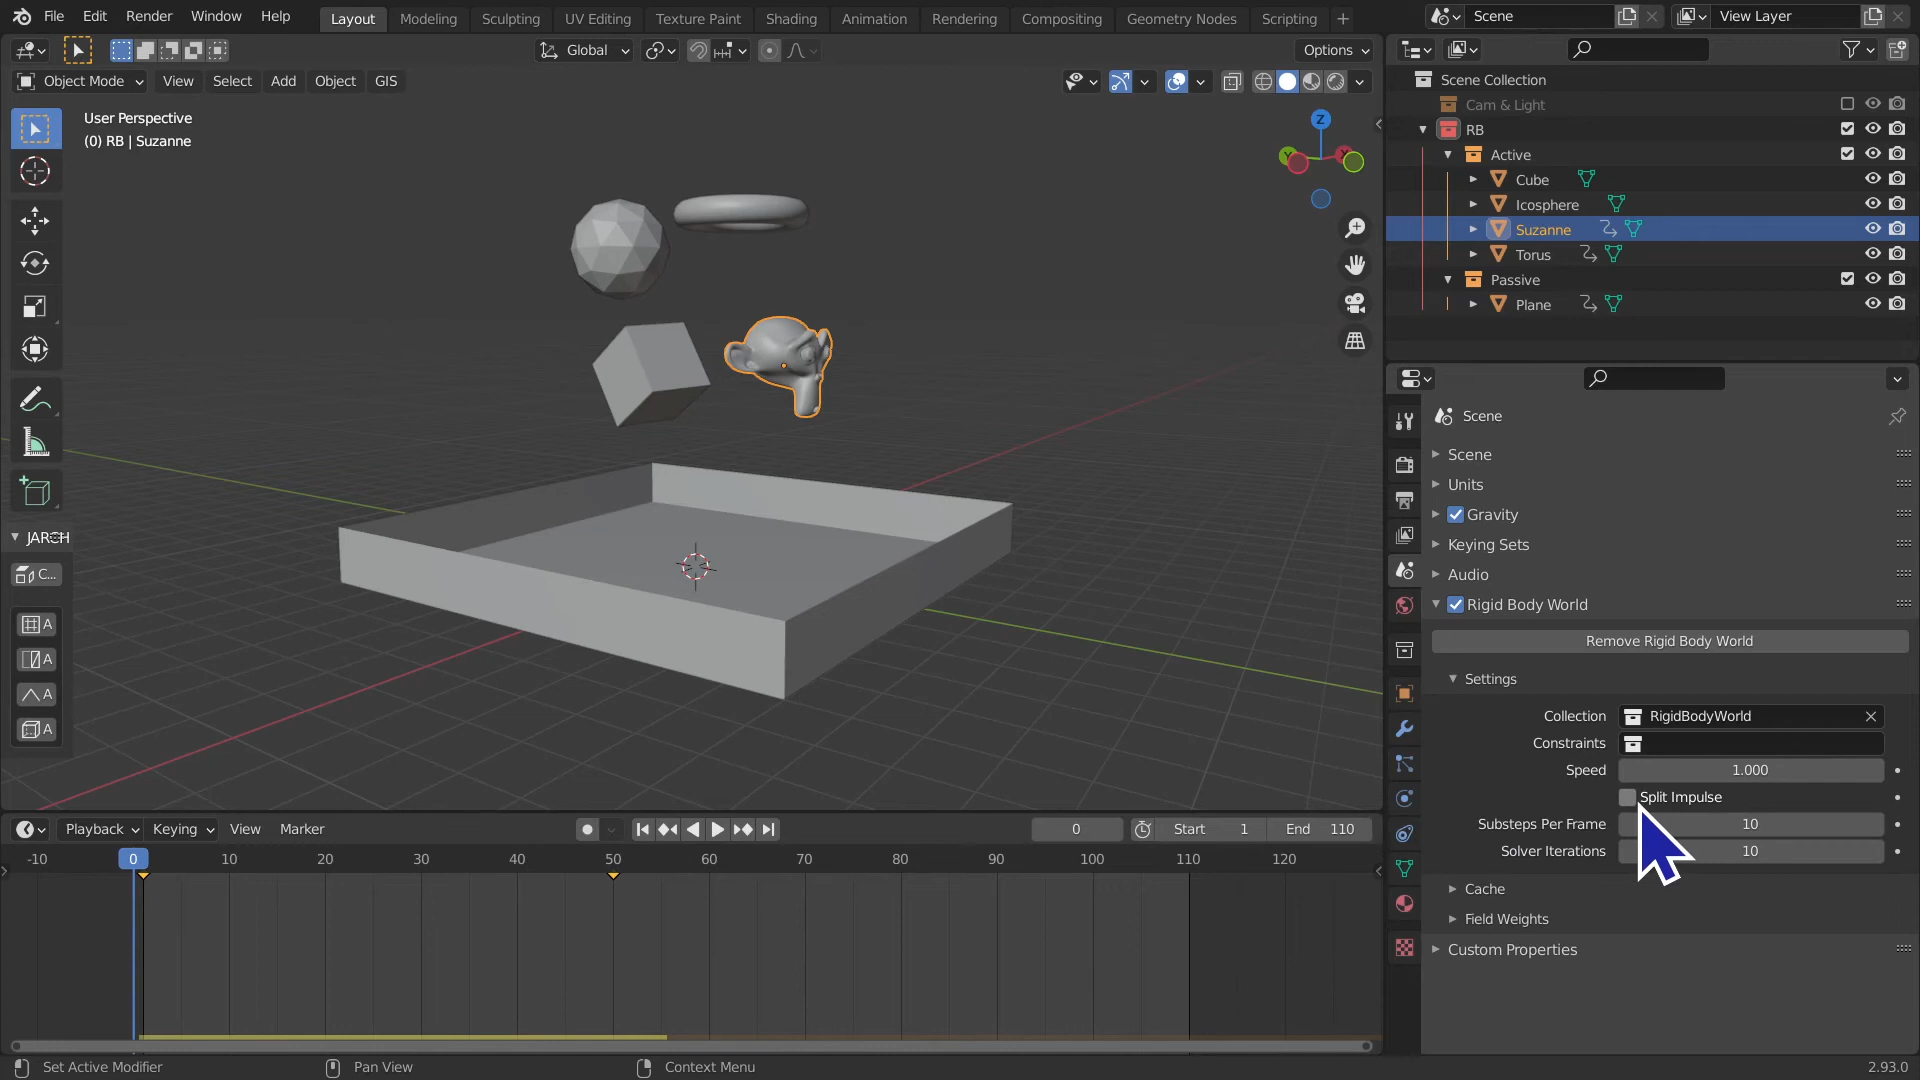 File Edit Render Window Help Layout Modeling Sculpting UV Editing Texture Paint Shading Animation Rendering Compositing Geometry Nodes Scripting + Scene View Layer
Global Options
Object Mode View Select Add Object GIS
User Perspective
(0) RB | Suzanne
Z
Y
X
Scene Collection
Cam & Light
RB
Active
Cube
Icosphere
Suzanne
Torus
Passive
Plane
Scene
Scene
Units
Gravity
Keying Sets
Audio
Rigid Body World
Remove Rigid Body World
Settings
Collection RigidBodyWorld
Constraints
Speed 1.000
Split Impulse
Substeps Per Frame 10
Solver Iterations 10
Cache
Field Weights
Custom Properties
C...
A
A
A
A
Playback Keying View Marker 0 Start 1 End 110
-10 0 10 20 30 40 50 60 70 80 90 100 110 120
Set Active Modifier Pan View Context Menu 2.93.0